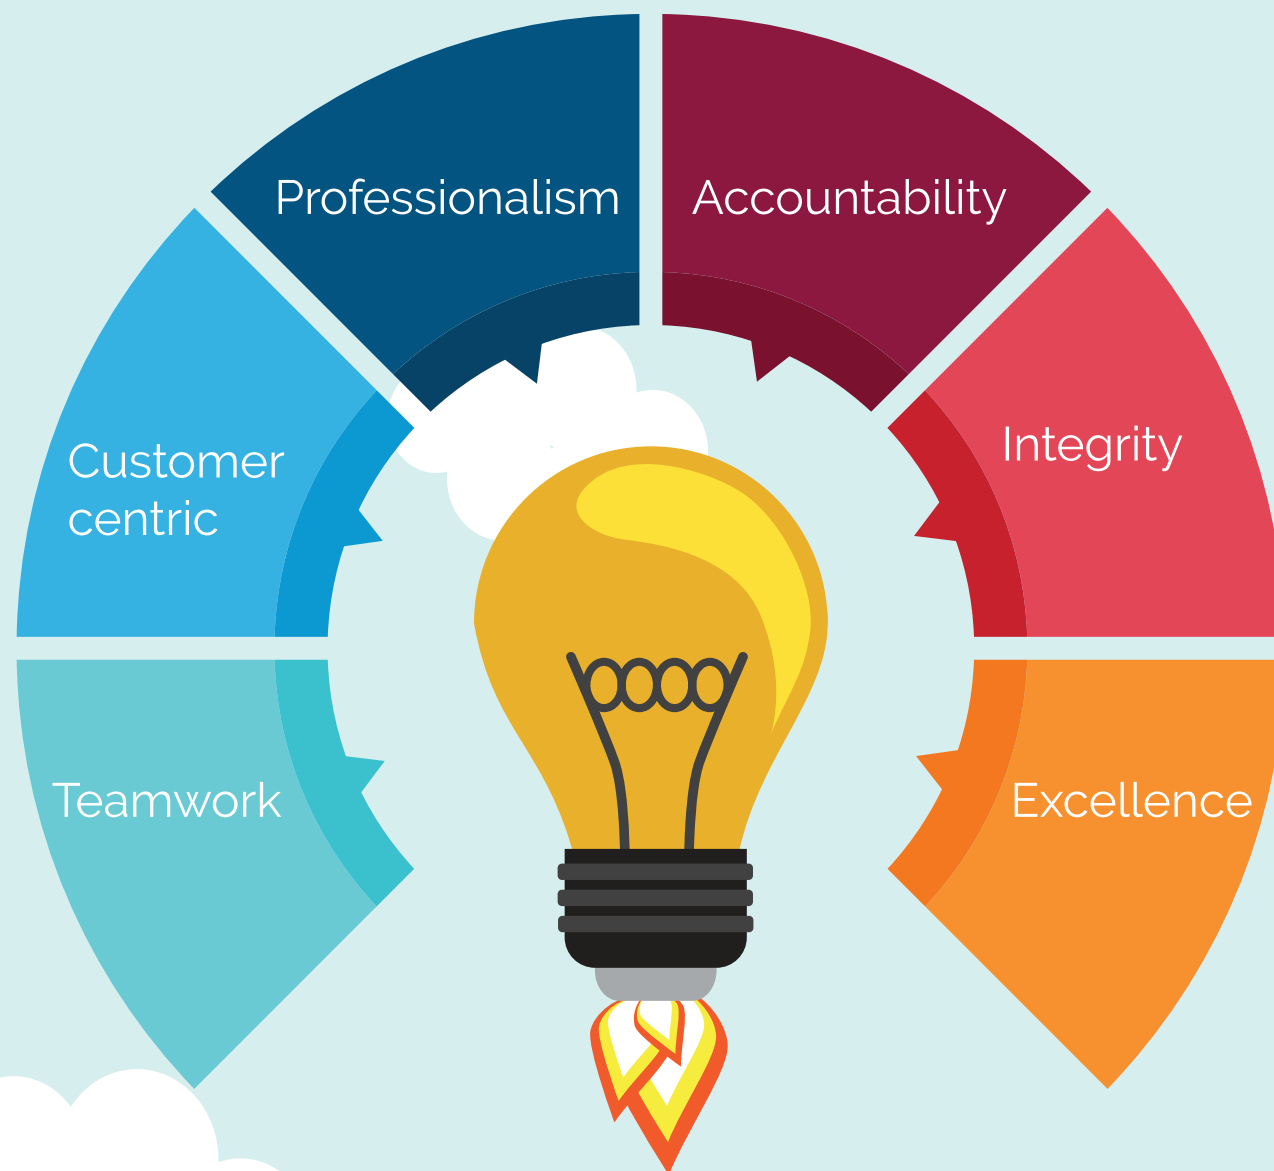 Professionalism
Accountability
Customer
centric
Integrity
Teamwork
Excellence